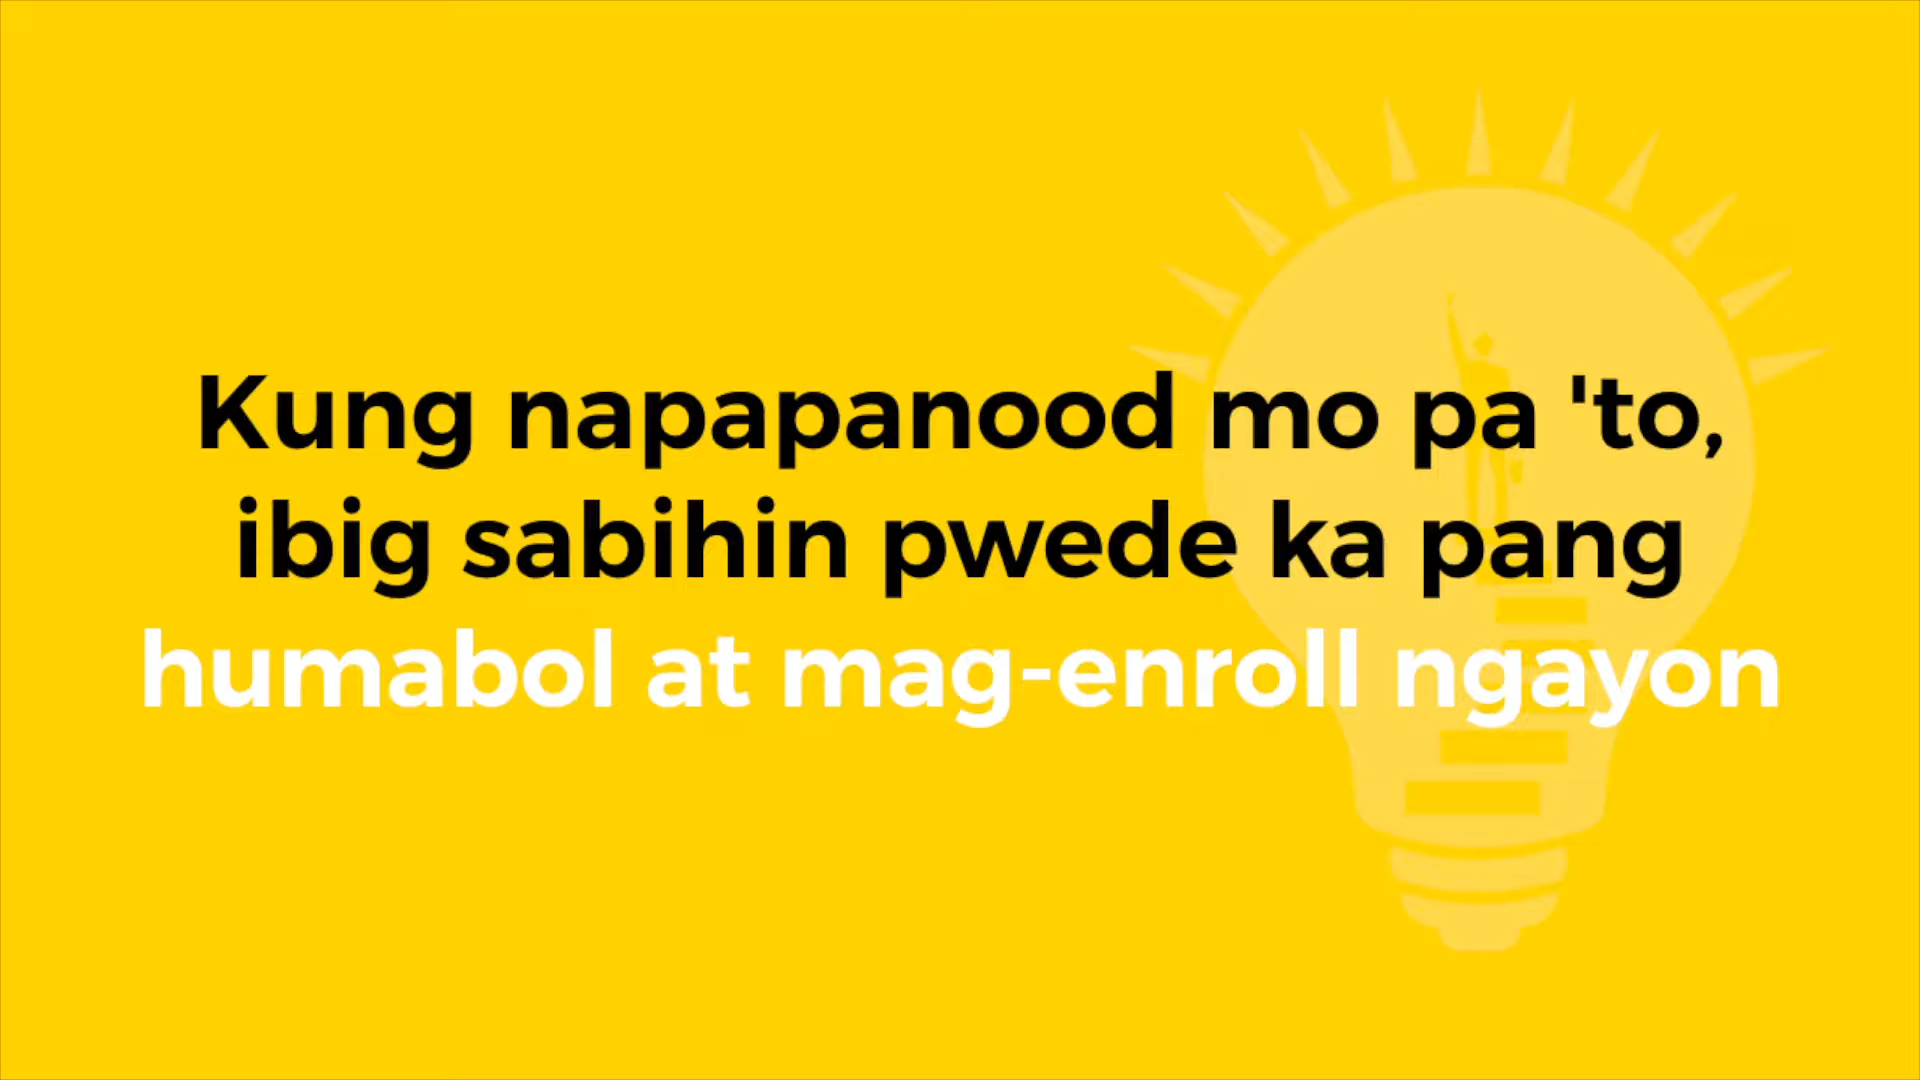 Kung napapanood mo pa 'to,
ibig sabihin pwede ka pang
humabol at mag-enroll ngayon